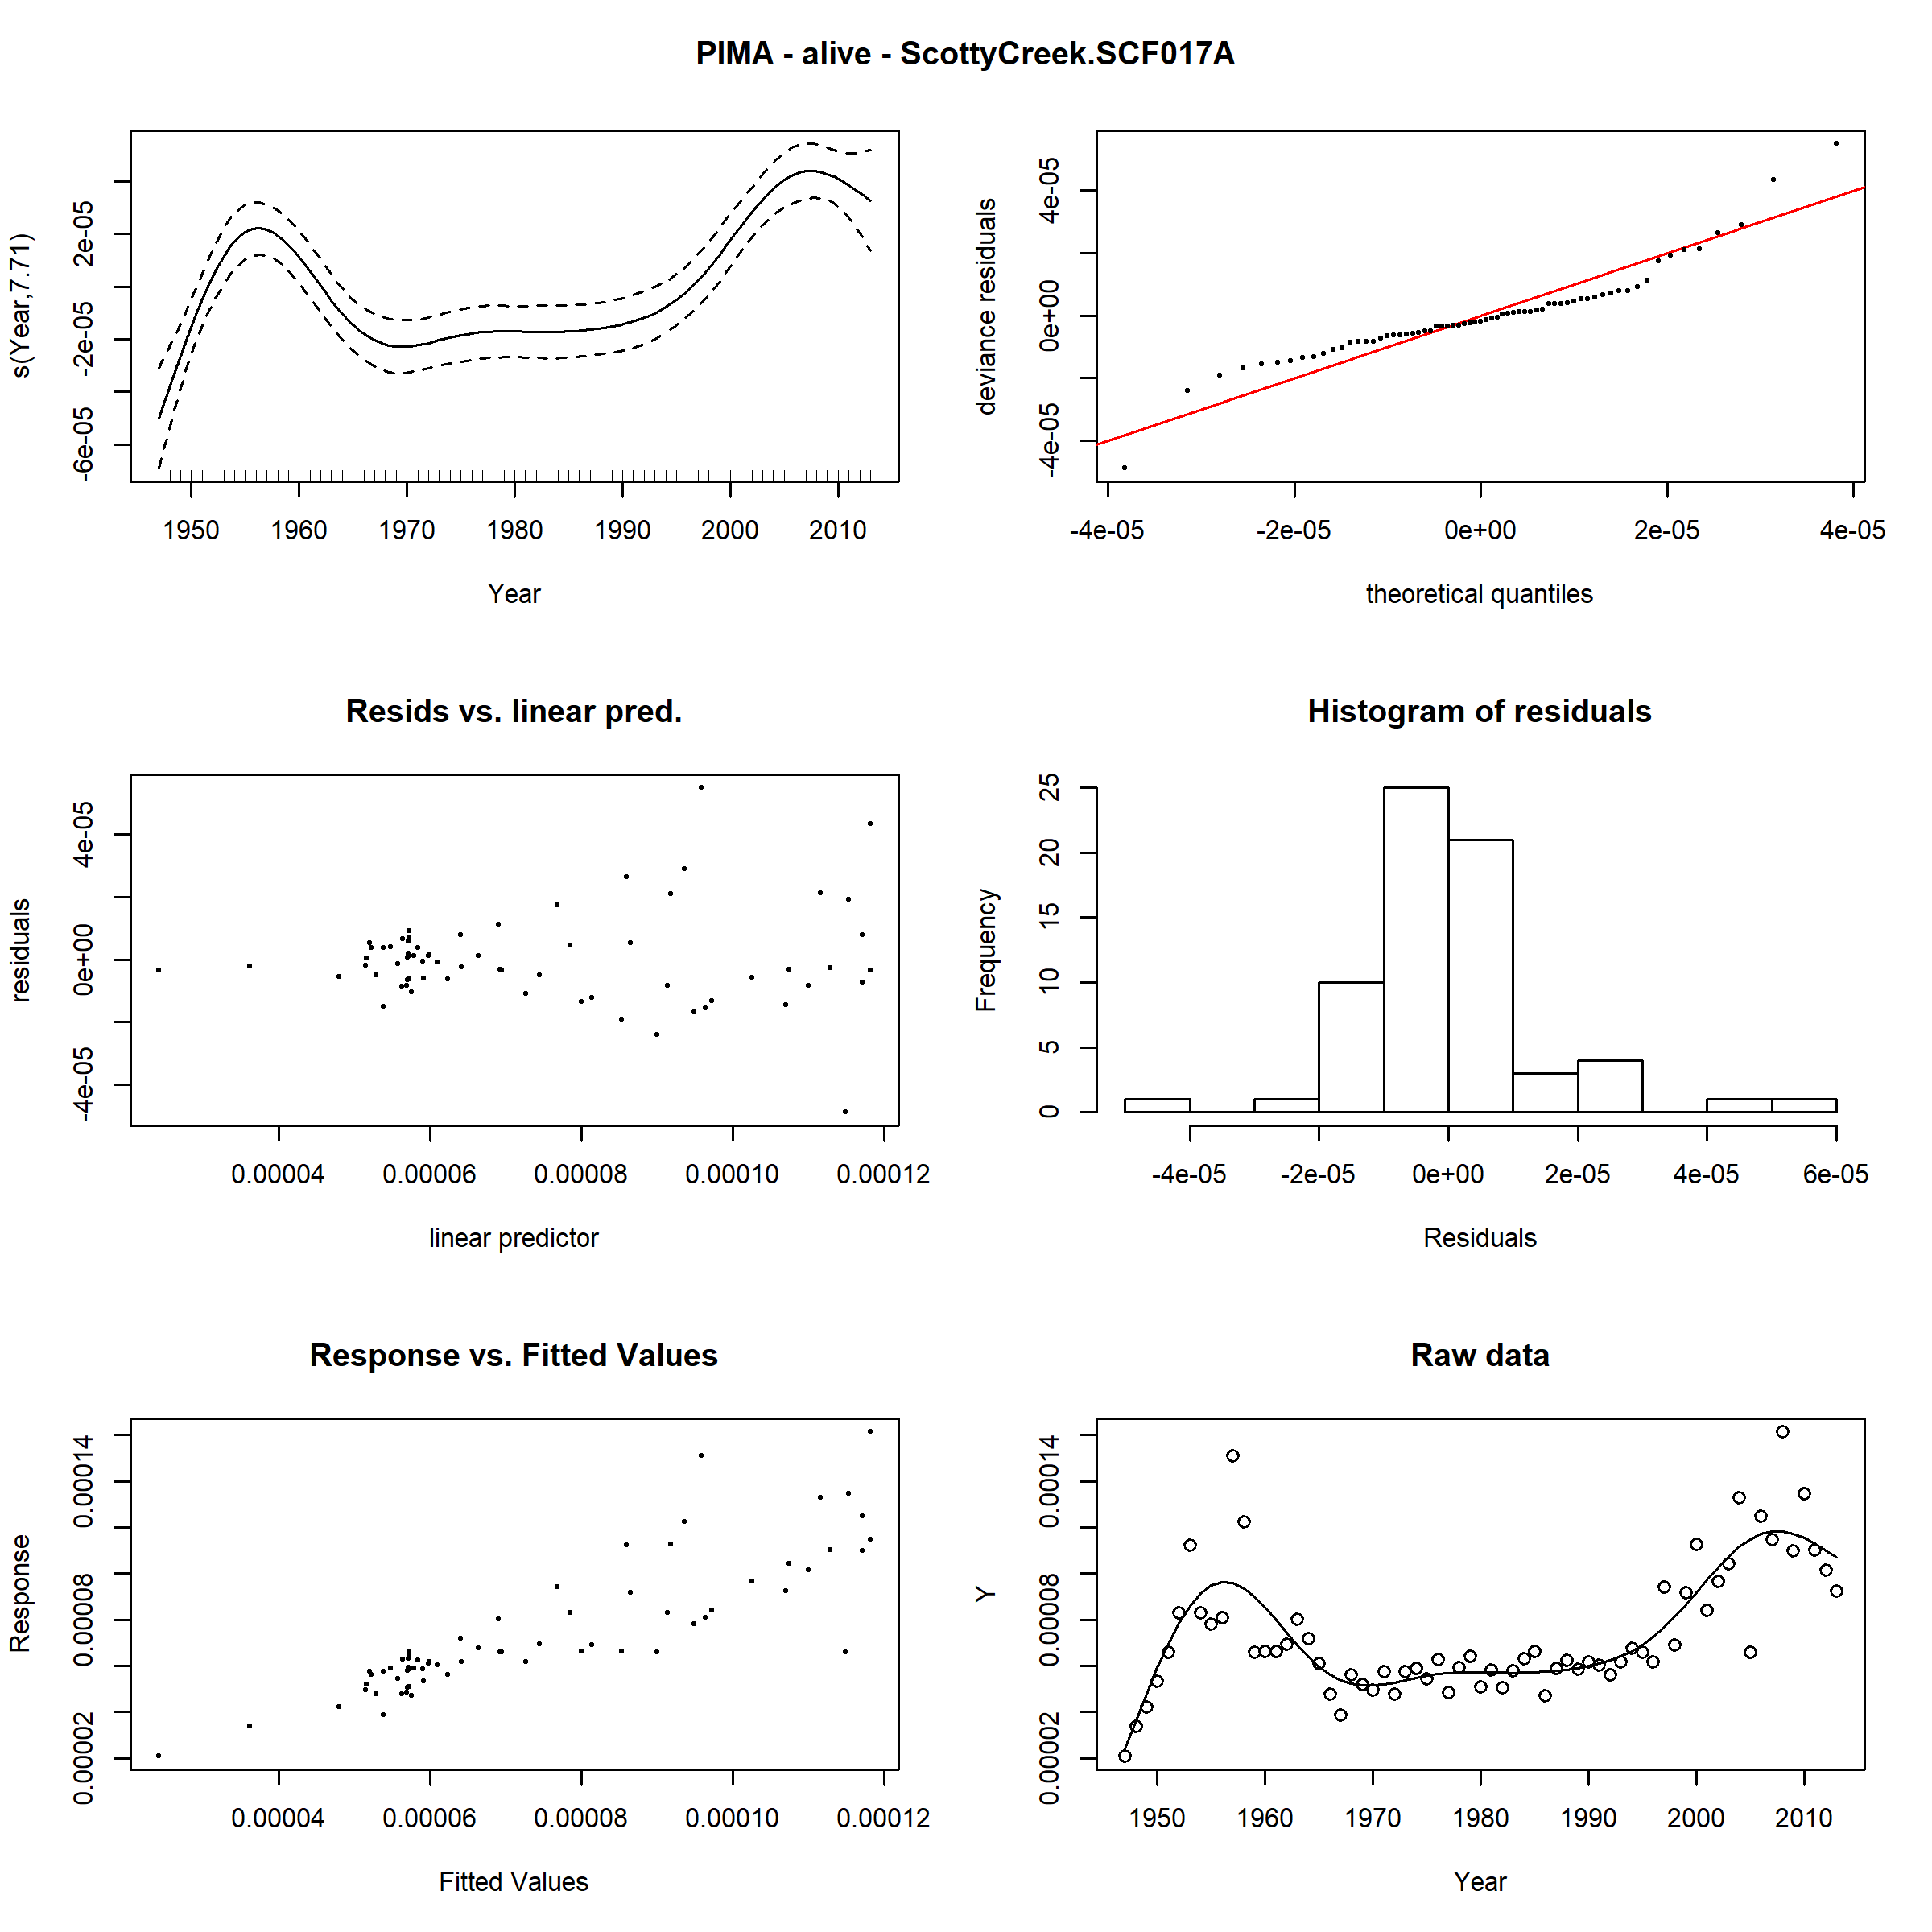 PIMA - alive - ScottyCreek.SCF017A
s(Year,7.71)
-6e-05 -2e-05 2e-05
1950 1960 1970 1980 1990 2000 2010
Year
deviance residuals
-4e-05 0e+00 4e-05
-4e-05 -2e-05 0e+00 2e-05 4e-05
theoretical quantiles
Resids vs. linear pred.
residuals
-4e-05 0e+00 4e-05
0.00004 0.00006 0.00008 0.00010 0.00012
linear predictor
Histogram of residuals
Frequency
0 5 10 15 20 25
-4e-05 -2e-05 0e+00 2e-05 4e-05 6e-05
Residuals
Response vs. Fitted Values
Response
0.00002 0.00008 0.00014
0.00004 0.00006 0.00008 0.00010 0.00012
Fitted Values
Raw data
Y
0.00002 0.00008 0.00014
1950 1960 1970 1980 1990 2000 2010
Year